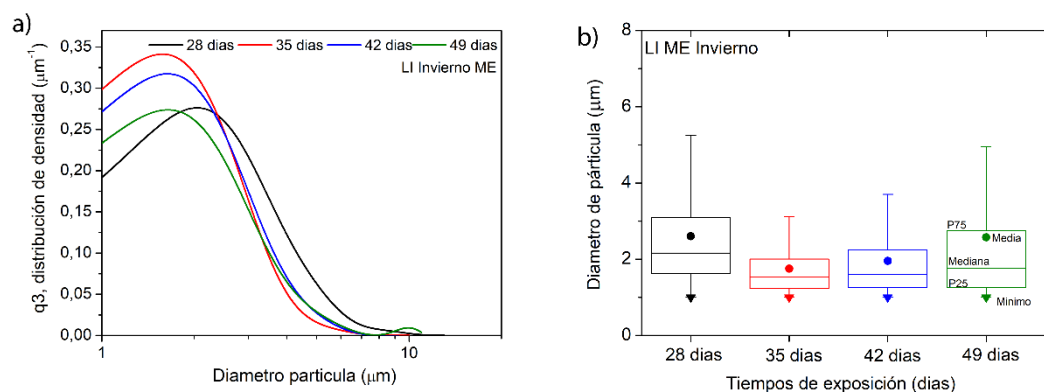 a)
28 dias 35 dias 42 dias 49 dias
LI Invierno ME
q3, distribución de densidad (μm⁻¹)
0,35
0,30
0,25
0,20
0,15
0,10
0,05
0,00
1 10
Diametro particula (μm)
b)
LI ME Invierno
Diametro de párticula (μm)
8
6
4
2
0
P75
Media
Mediana
P25
Minimo
28 dias 35 dias 42 dias 49 dias
Tiempos de exposición (dias)